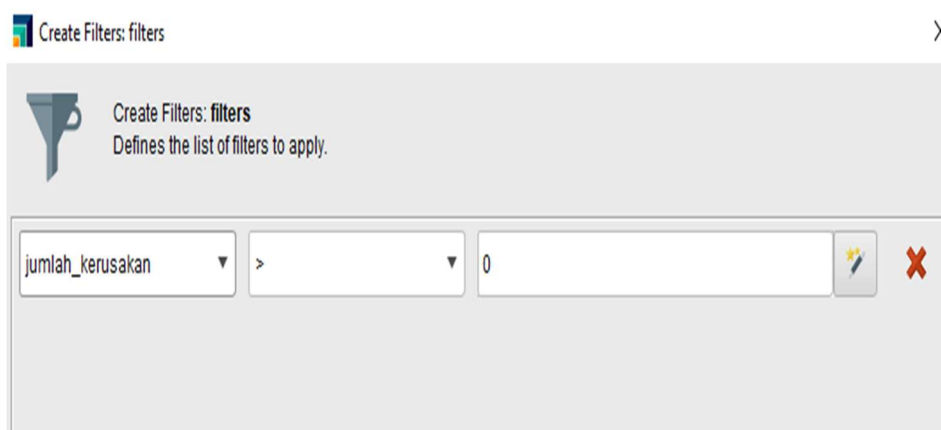 Create Filters: filters
Create Filters: filters
Defines the list of filters to apply.
jumlah_kerusakan > 0